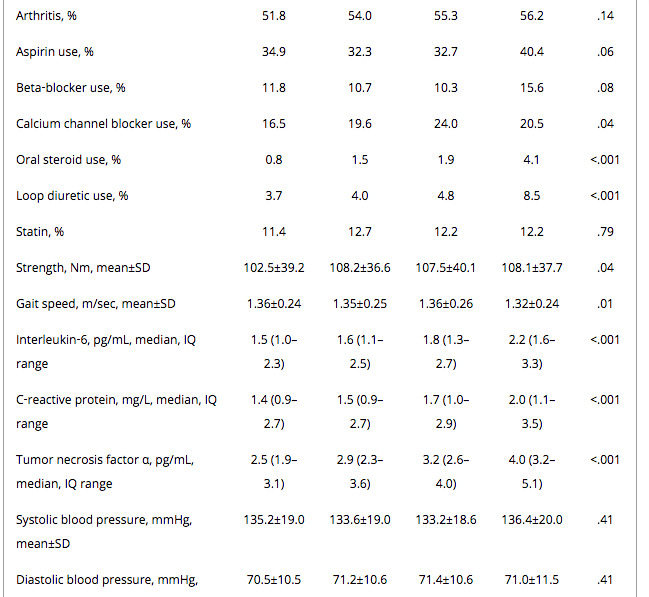 Arthritis, % 51.8 54.0 55.3 56.2 .14
Aspirin use, % 34.9 32.3 32.7 40.4 .06
Beta-blocker use, % 11.8 10.7 10.3 15.6 .08
Calcium channel blocker use, % 16.5 19.6 24.0 20.5 .04
Oral steroid use, % 0.8 1.5 1.9 4.1 <.001
Loop diuretic use, % 3.7 4.0 4.8 8.5 <.001
Statin, % 11.4 12.7 12.2 12.2 .79
Strength, Nm, mean±SD 102.5±39.2 108.2±36.6 107.5±40.1 108.1±37.7 .04
Gait speed, m/sec, mean±SD 1.36±0.24 1.35±0.25 1.36±0.26 1.32±0.24 .01
Interleukin-6, pg/mL, median, IQ 1.5 (1.0– 1.6 (1.1– 1.8 (1.3– 2.2 (1.6– <.001
range 2.3) 2.5) 2.7) 3.3)
C-reactive protein, mg/L, median, IQ 1.4 (0.9– 1.5 (0.9– 1.7 (1.0– 2.0 (1.1– <.001
range 2.7) 2.7) 2.9) 3.5)
Tumor necrosis factor α, pg/mL, 2.5 (1.9– 2.9 (2.3– 3.2 (2.6– 4.0 (3.2– <.001
median, IQ range 3.1) 3.6) 4.0) 5.1)
Systolic blood pressure, mmHg, 135.2±19.0 133.6±19.0 133.2±18.6 136.4±20.0 .41
mean±SD
Diastolic blood pressure, mmHg, 70.5±10.5 71.2±10.6 71.4±10.6 71.0±11.5 .41